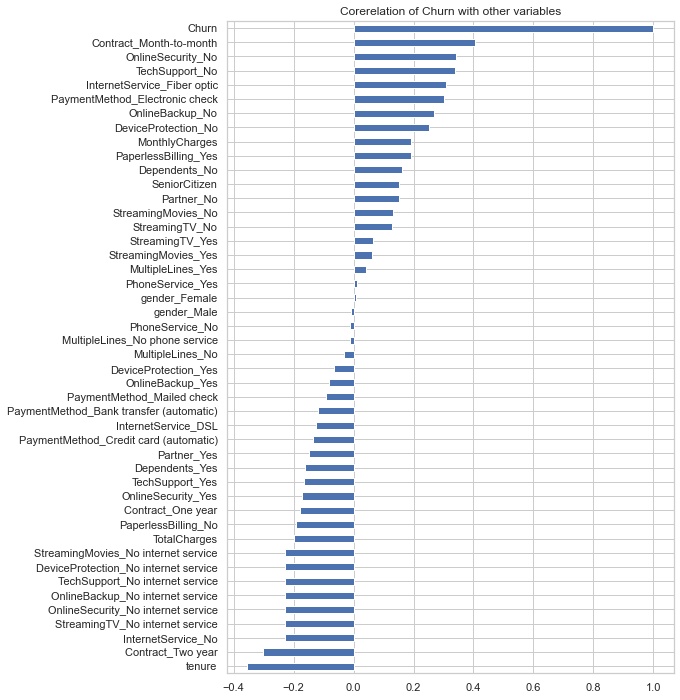 Corerelation of Churn with other variables
Churn
Contract_Month-to-month
OnlineSecurity_No
TechSupport_No
InternetService_Fiber optic
PaymentMethod_Electronic check
OnlineBackup_No
DeviceProtection_No
MonthlyCharges
PaperlessBilling_Yes
Dependents_No
SeniorCitizen
Partner_No
StreamingMovies_No
StreamingTV_No
StreamingTV_Yes
StreamingMovies_Yes
MultipleLines_Yes
PhoneService_Yes
gender_Female
gender_Male
PhoneService_No
MultipleLines_No phone service
MultipleLines_No
DeviceProtection_Yes
OnlineBackup_Yes
PaymentMethod_Mailed check
PaymentMethod_Bank transfer (automatic)
InternetService_DSL
PaymentMethod_Credit card (automatic)
Partner_Yes
Dependents_Yes
TechSupport_Yes
OnlineSecurity_Yes
Contract_One year
PaperlessBilling_No
TotalCharges
StreamingMovies_No internet service
DeviceProtection_No internet service
TechSupport_No internet service
OnlineBackup_No internet service
OnlineSecurity_No internet service
StreamingTV_No internet service
InternetService_No
Contract_Two year
tenure
−0.4 −0.2 0.0 0.2 0.4 0.6 0.8 1.0